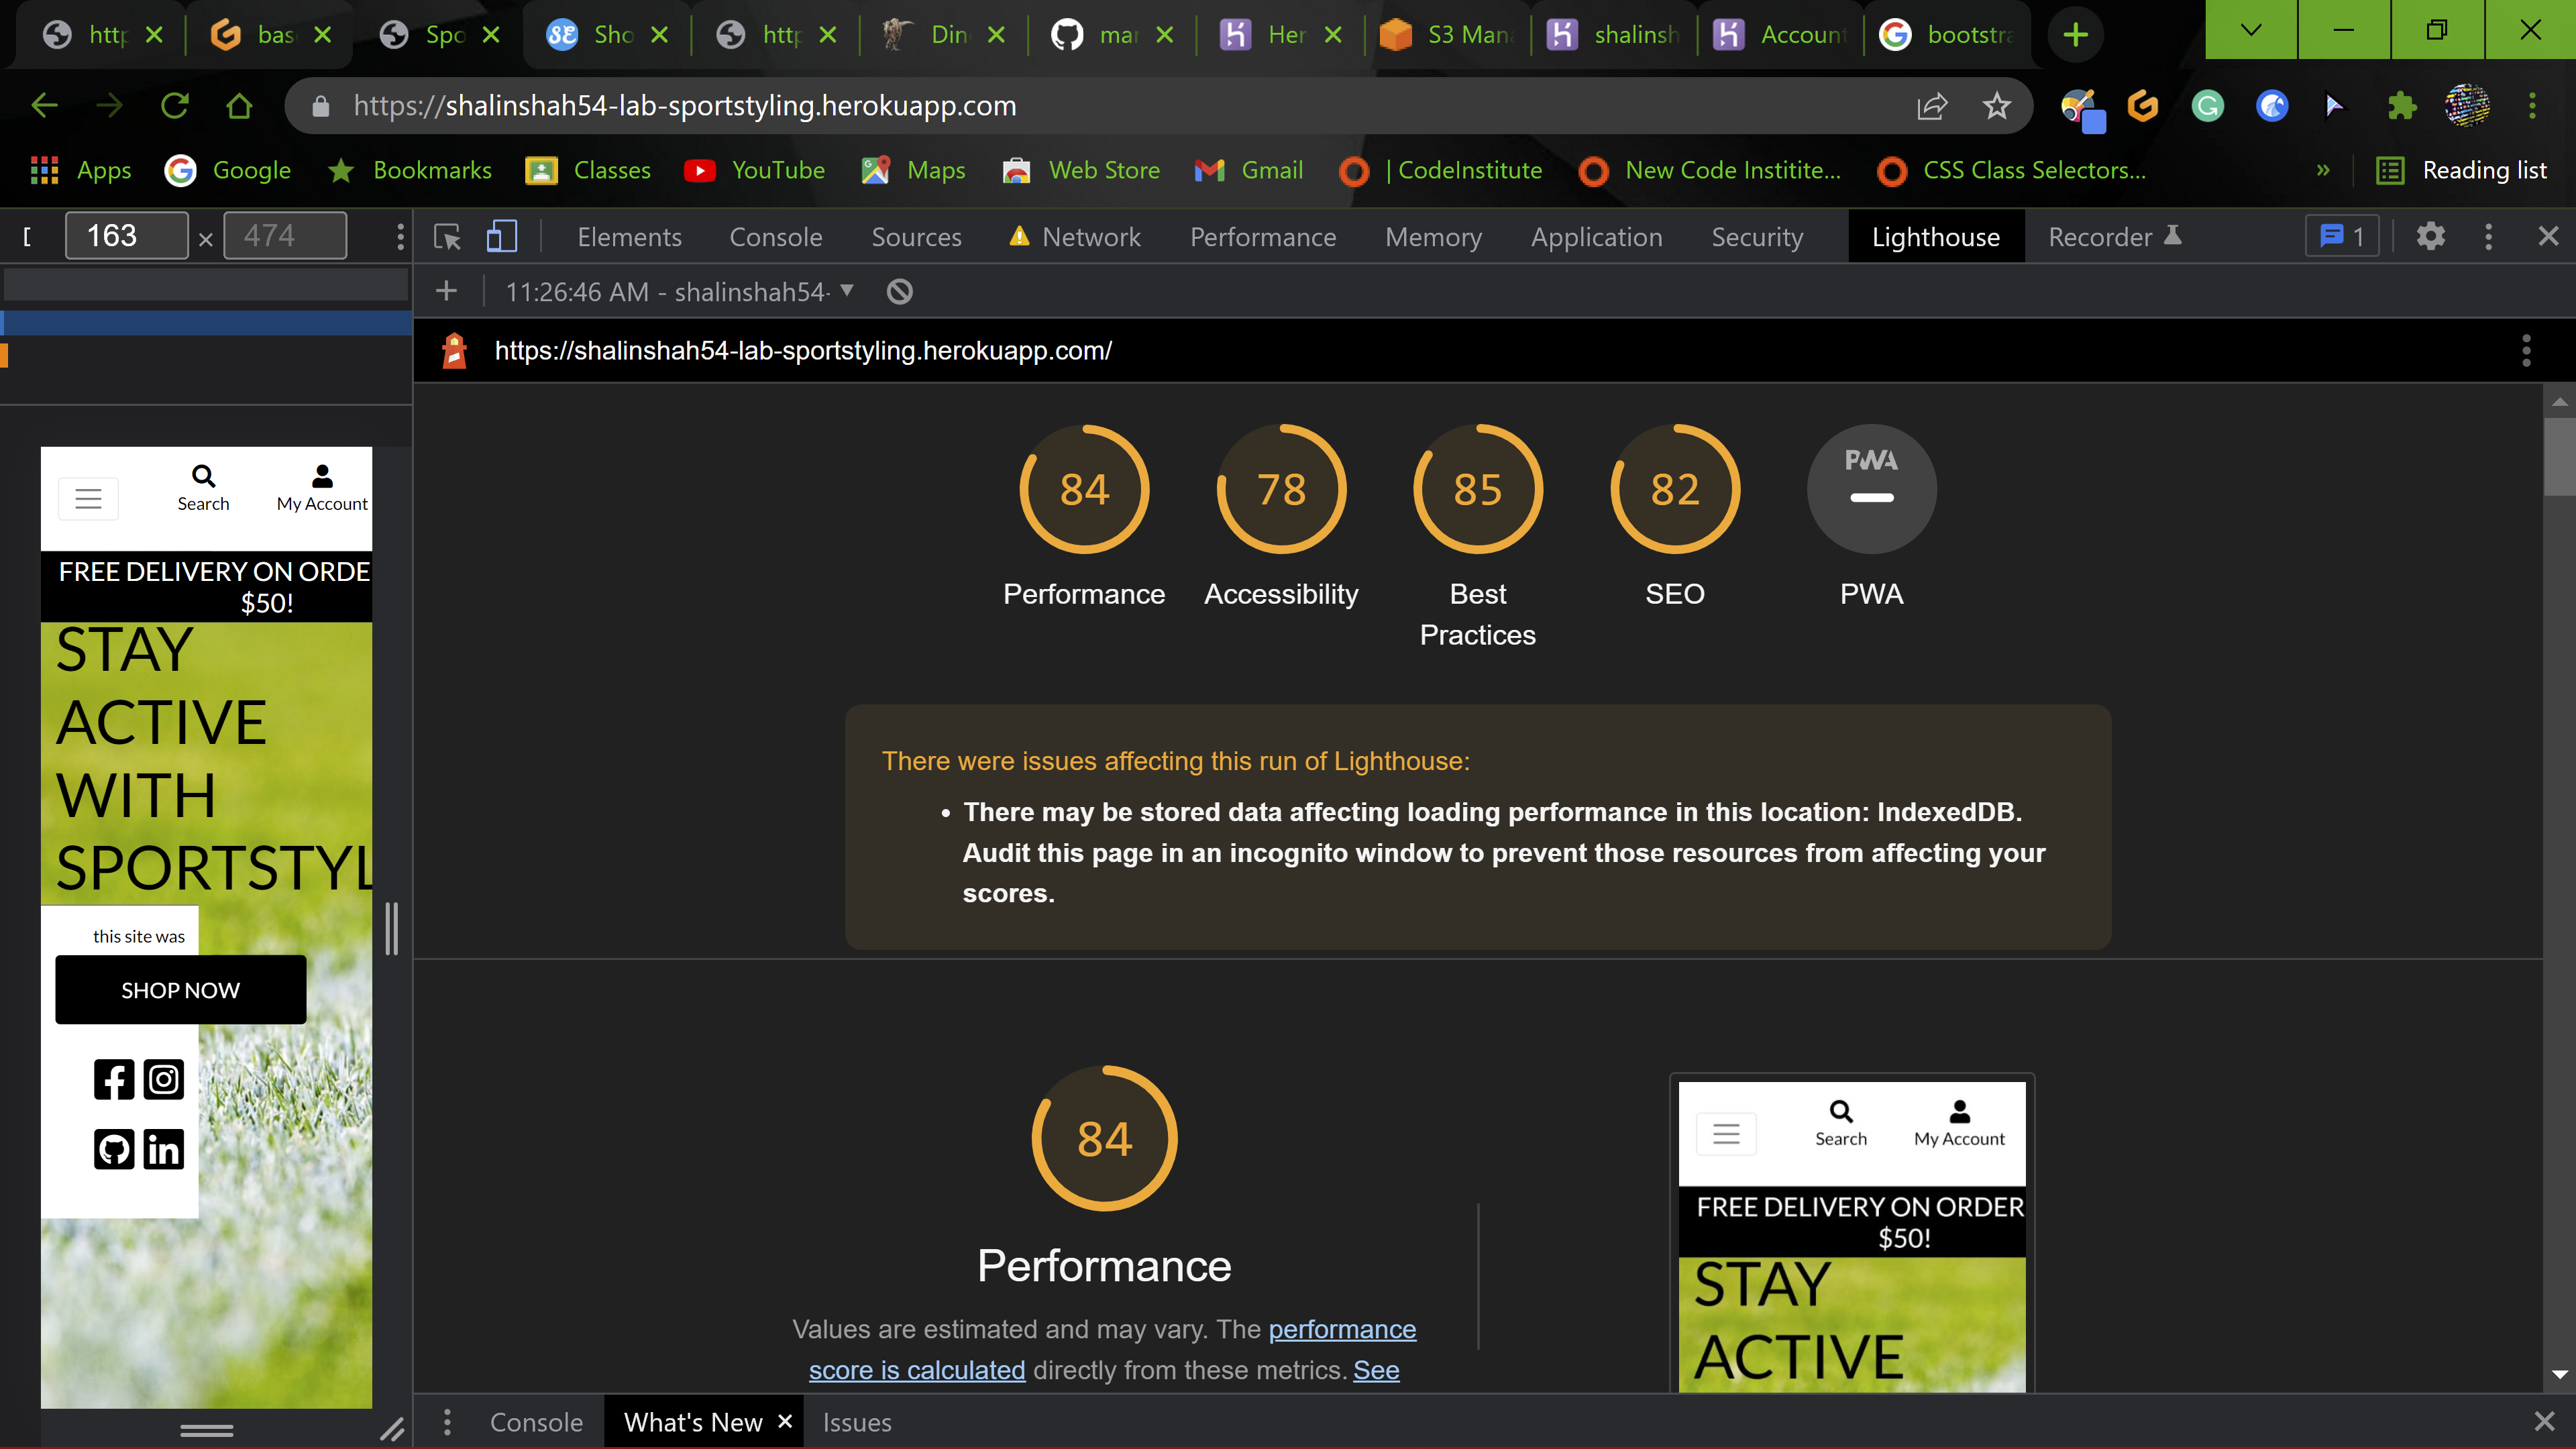 http
bas
Spo
Sho
http
Din
mar
Her
S3 Mana
shalinsh
Account
bootstra
https://shalinshah54-lab-sportstyling.herokuapp.com
Apps
Google
Bookmarks
Classes
YouTube
Maps
Web Store
Gmail
| CodeInstitute
New Code Institite...
CSS Class Selectors...
»
Reading list
163 × 474
Elements
Console
Sources
Network
Performance
Memory
Application
Security
Lighthouse
Recorder
1
11:26:46 AM - shalinshah54-
https://shalinshah54-lab-sportstyling.herokuapp.com/
84
78
85
82
PWA
Performance
Accessibility
Best
Practices
SEO
PWA
There were issues affecting this run of Lighthouse:
• There may be stored data affecting loading performance in this location: IndexedDB.
Audit this page in an incognito window to prevent those resources from affecting your
scores.
84
Performance
Values are estimated and may vary. The performance
score is calculated directly from these metrics. See
Search
My Account
FREE DELIVERY ON ORDE
$50!
STAY
ACTIVE
WITH
SPORTSTYL
this site was
SHOP NOW
Search
My Account
FREE DELIVERY ON ORDER
$50!
STAY
ACTIVE
Console
What's New
Issues